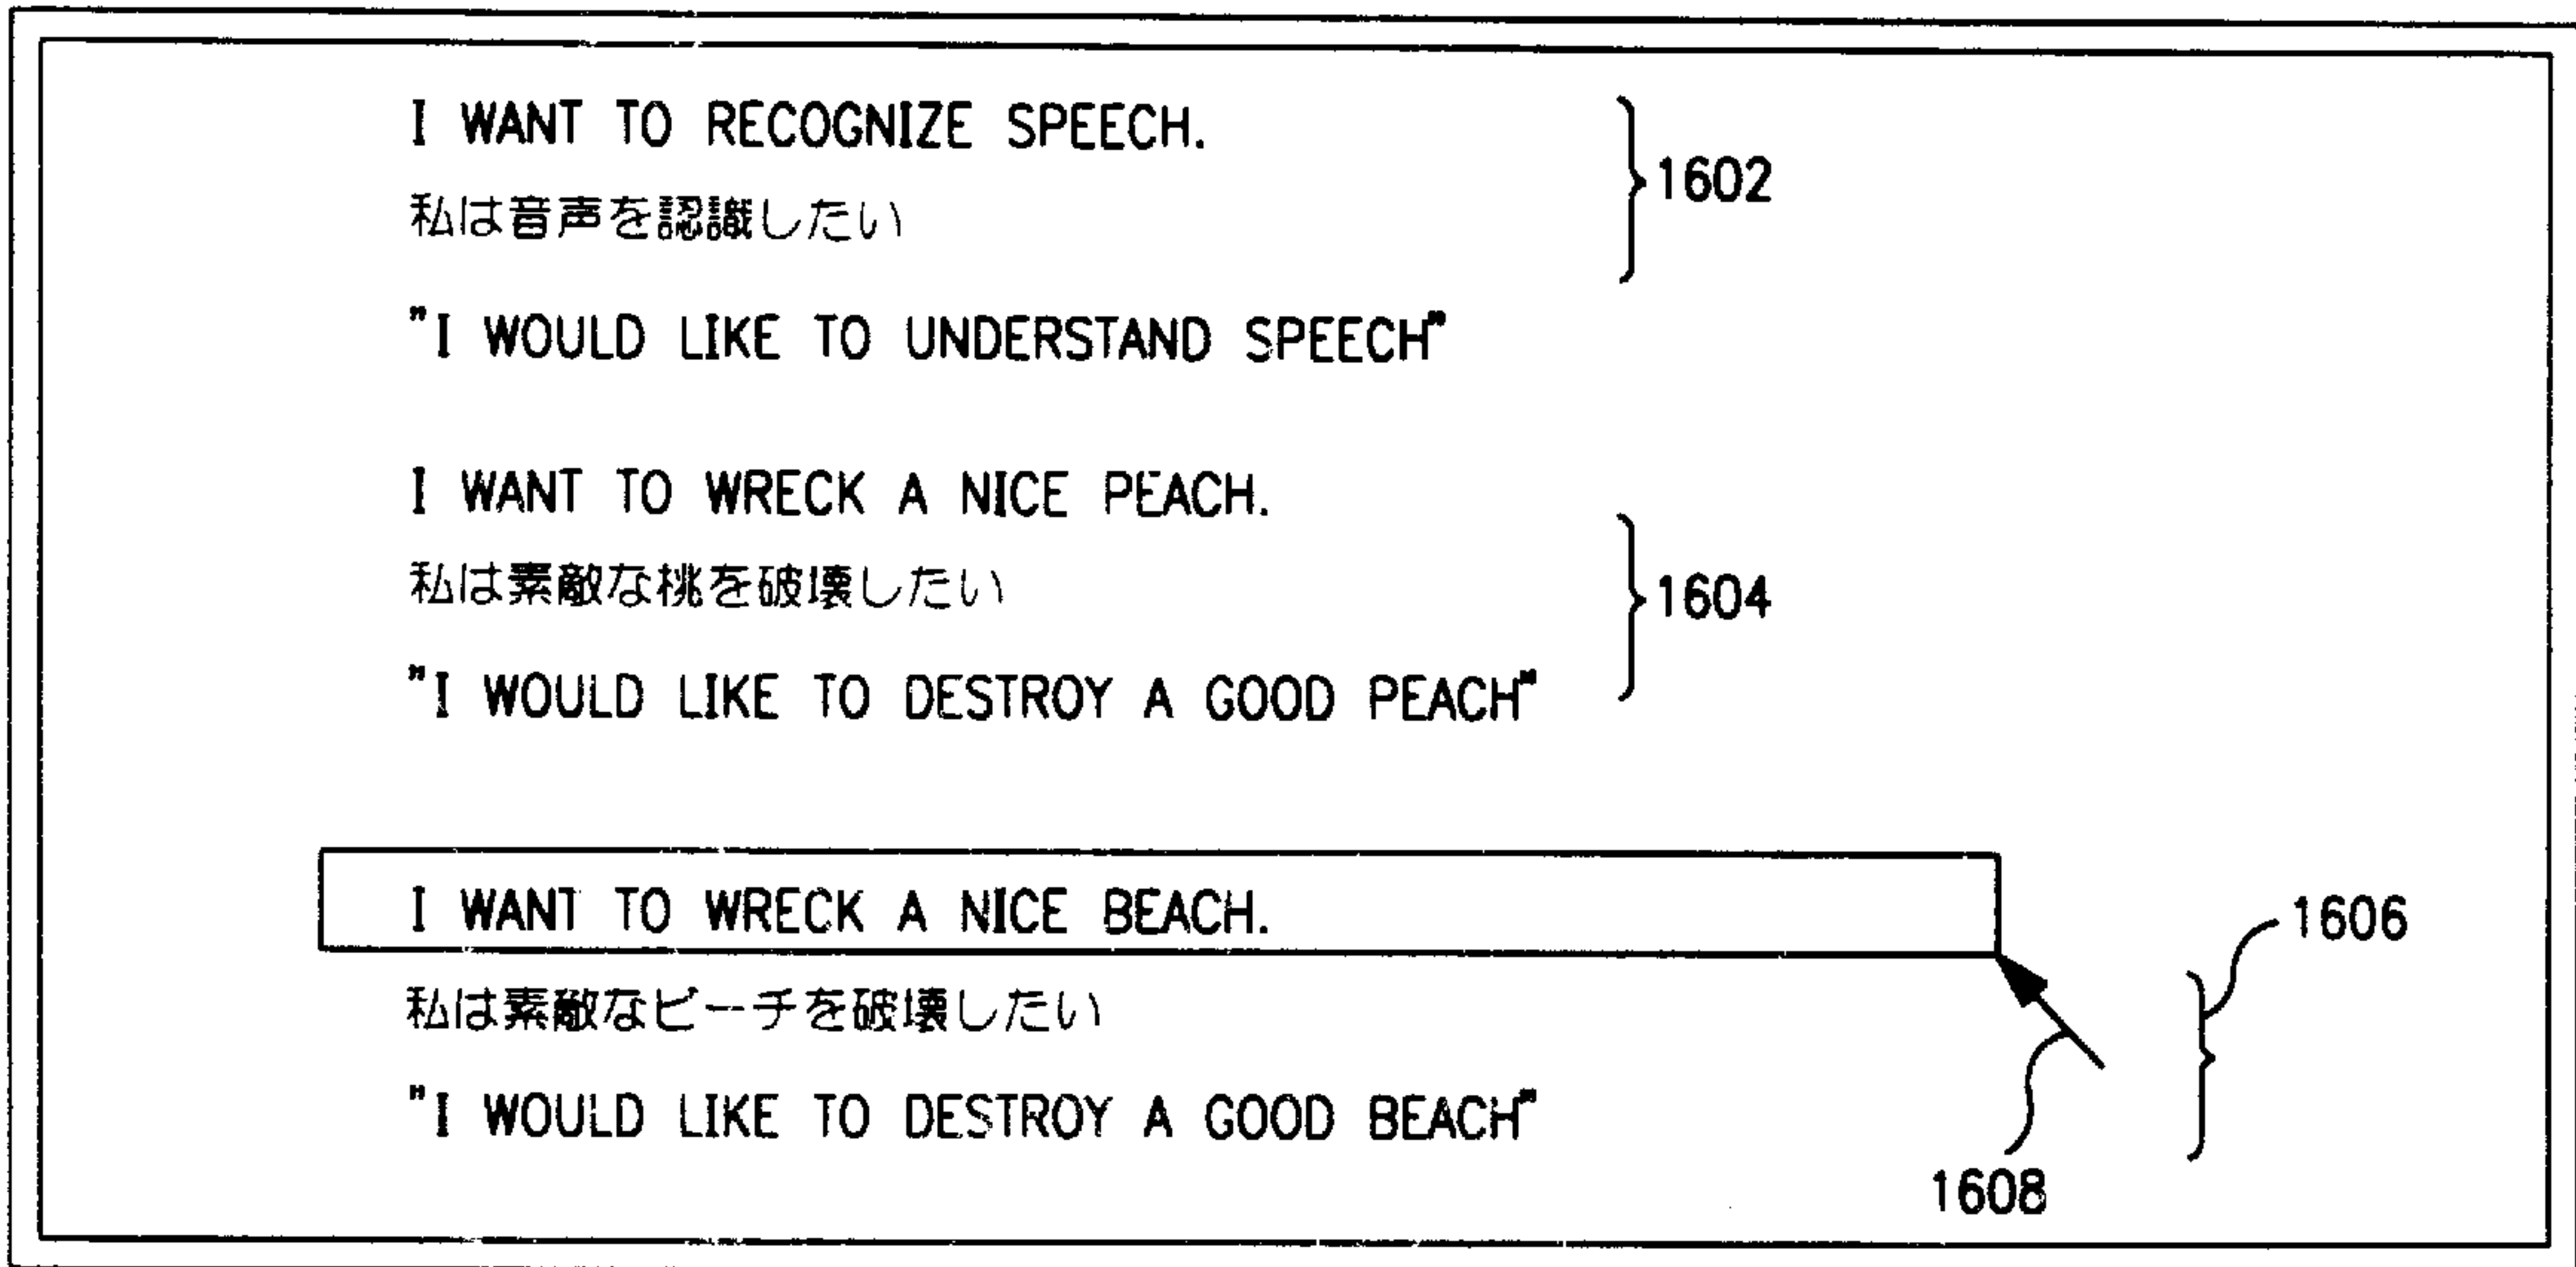 I WANT TO RECOGNIZE SPEECH.
私は音声を認識したい
1602
"I WOULD LIKE TO UNDERSTAND SPEECH"
I WANT TO WRECK A NICE PEACH.
私は素敵な桃を破壊したい
1604
"I WOULD LIKE TO DESTROY A GOOD PEACH"
I WANT TO WRECK A NICE BEACH.
1606
私は素敵なビーチを破壊したい
"I WOULD LIKE TO DESTROY A GOOD BEACH"
1608